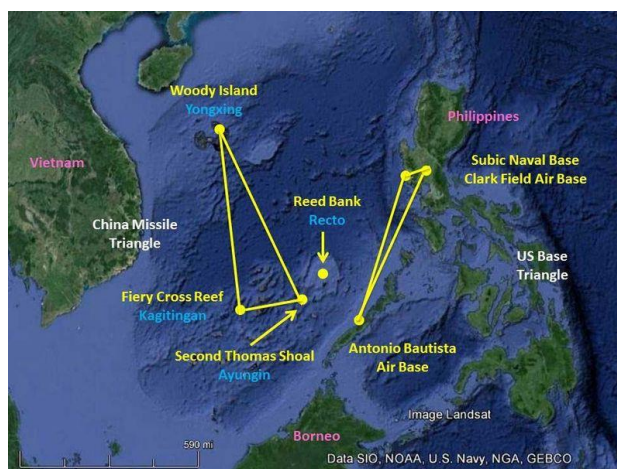 Woody Island
Yongxing
Philippines
Vietnam
Subic Naval Base
Clark Field Air Base
Reed Bank
Recto
China Missile
Triangle
US Base
Triangle
Fiery Cross Reef
Kagitingan
Second Thomas Shoal
Ayungin
Antonio Bautista
Air Base
Image Landsat
Borneo
590 mi
Data SIO, NOAA, U.S. Navy, NGA, GEBCO